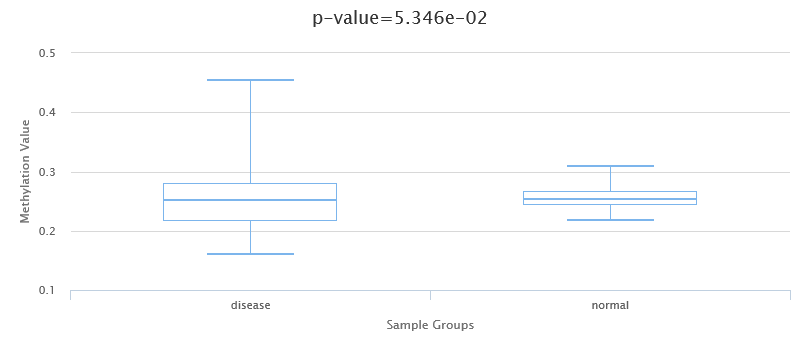 p-value=5.346e-02
0.5
0.4
0.3
0.2
0.1
Methylation Value
disease
normal
Sample Groups